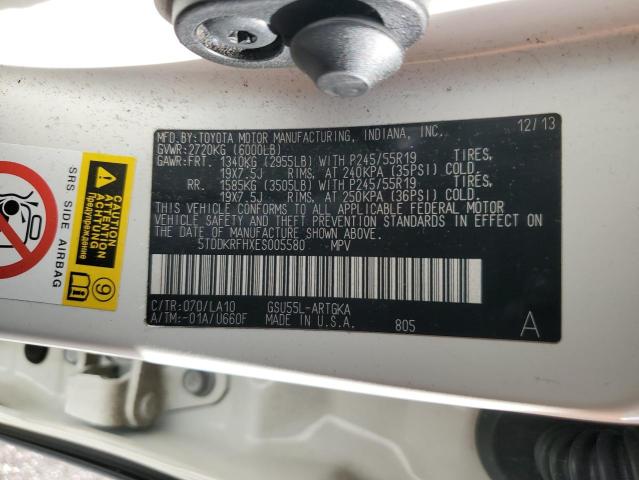 MFD.BY:TOYOTA MOTOR MANUFACTURING, INDIANA, INC. 12/13
GVWR:2720KG (6000LB)
GAWR:FRT. 1340KG (2955LB) WITH P245/55R19 TIRES,
19X7.5J RIMS, AT 240KPA (35PSI) COLD
RR. 1585KG (3505LB) WITH P245/55R19 TIRES,
19X7.5J RIMS, AT 250KPA (36PSI) COLD
THIS VEHICLE CONFORMS TO ALL APPLICABLE FEDERAL MOTOR
VEHICLE SAFETY AND THEFT PREVENTION STANDARDS IN EFFECT ON
THE DATE OF MANUFACTURE SHOWN ABOVE.
5TDDKRFHXES005580 MPV
C/TR:070/LA10 GSU55L-ARTGKA
A/TM:-01A/U660F MADE IN U.S.A. 805 A
SRS SIDE AIRBAG
ATTENTION
ACHTUNG
Предупреждение
9